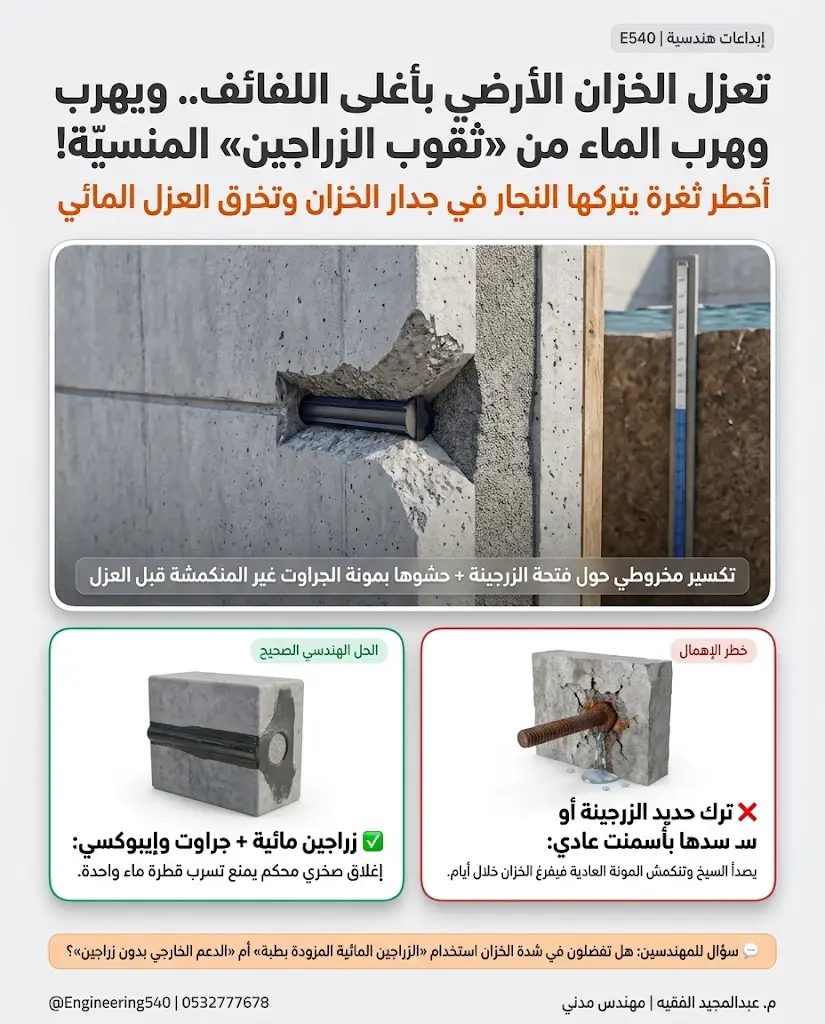 إبداعات هندسية | E540
تعزل الخزان الأرضي بأغلى اللفائف.. ويهرب
وهرب الماء من «ثقوب الزراجين» المنسيّة!
أخطر ثغرة يتركها النجار في جدار الخزان وتخرق العزل المائي
تكسير مخروطي حول فتحة الزرجينة + حشوها بمونة الجراوت غير المنكمشة قبل العزل
خطر الإهمال
❌ ترك حديد الزرجينة أو
سـ سدها بأسمنت عادي:
يصدأ السيخ وتنكمش المونة العادية فيفرغ الخزان خلال أيام.
الحل الهندسي الصحيح
✅ زراجين مائية + جراوت وإيبوكسي:
إغلاق صخري محكم يمنع تسرب قطرة ماء واحدة.
💬 سؤال للمهندسين: هل تفضلون في شدة الخزان استخدام «الزراجين المائية المزودة بطبة» أم «الدعم الخارجي بدون زراجين»؟
م. عبدالمجيد الفقيه | مهندس مدني
@Engineering540 | 0532777678